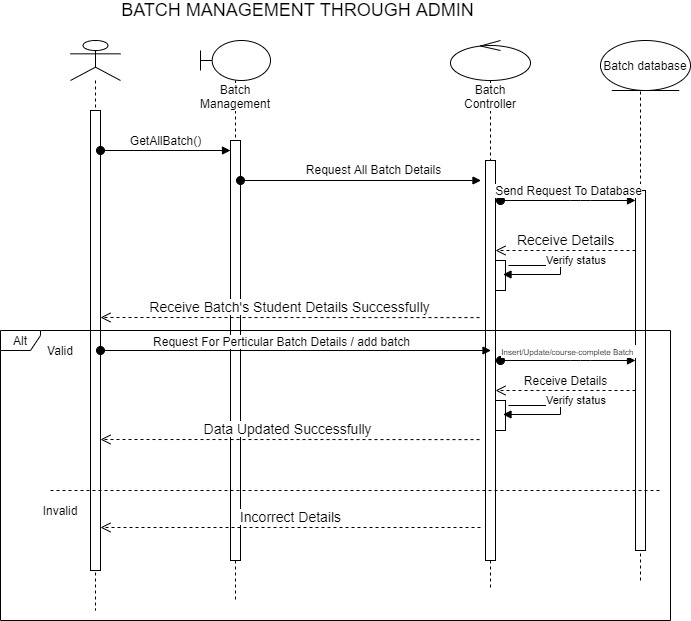 BATCH MANAGEMENT THROUGH ADMIN
Batch database
Batch
Management
Batch
Controller
GetAllBatch()
Request All Batch Details
Send Request To Database
Receive Details
Verify status
Receive Batch's Student Details Successfully
Alt
Valid
Request For Perticular Batch Details / add batch
Insert/Update/course-complete Batch
Receive Details
Verify status
Data Updated Successfully
Invalid
Incorrect Details